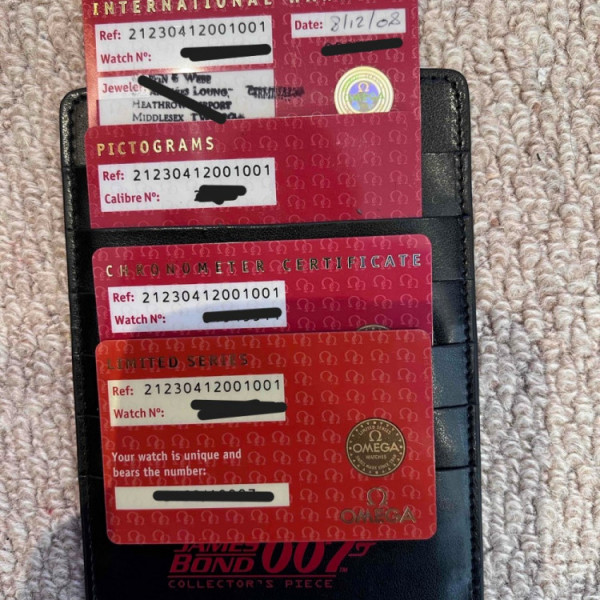 INTERNATIONAL
Ref: 21230412001001
Date: 8/12/08
Watch Nº:
Jeweler
& WEBB
LOUNG
HEATHROW AIRPORT
MIDDLESEX
PICTOGRAMS
Ref: 21230412001001
Calibre Nº:
CHRONOMETER CERTIFICATE
Ref: 21230412001001
Watch Nº:
LIMITED SERIES
Ref: 21230412001001
Watch Nº:
Your watch is unique and
bears the number:
Ω
OMEGA
WATCHES
Ω
OMEGA
JAMES
BOND 007
COLLECTOR'S PIECE